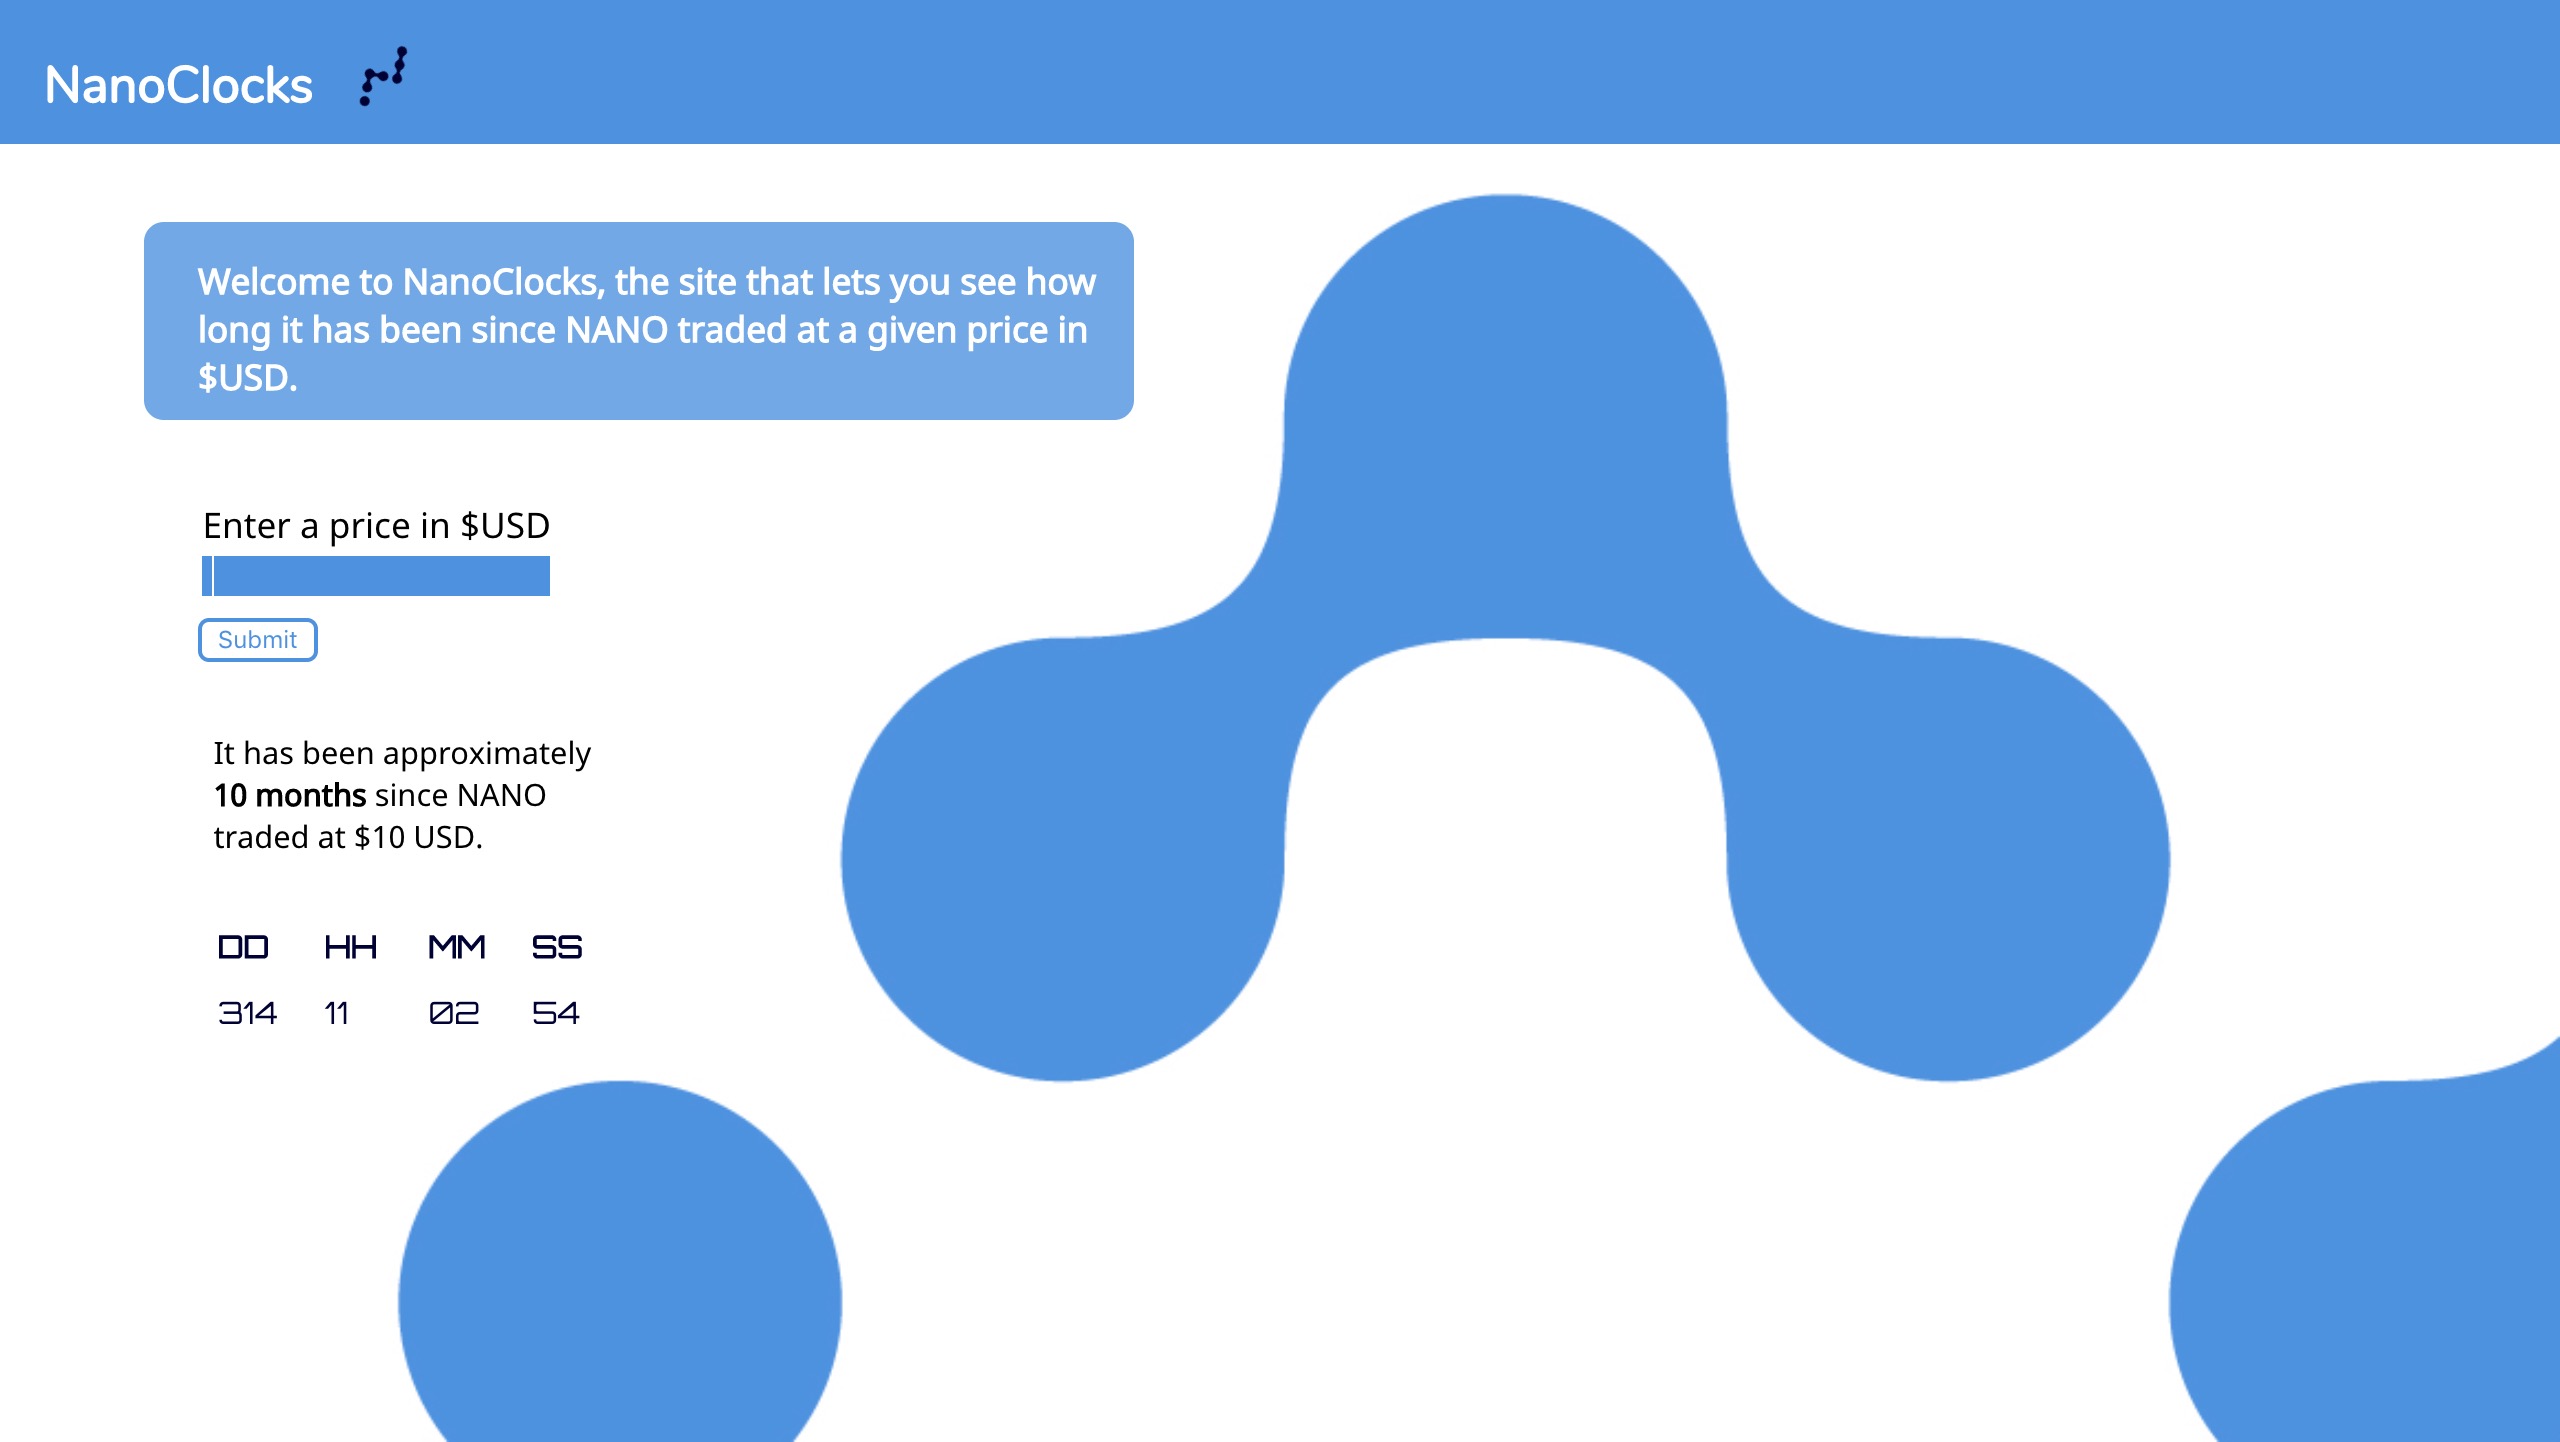 NanoClocks
Welcome to NanoClocks, the site that lets you see how
long it has been since NANO traded at a given price in
$USD.
Enter a price in $USD
Submit
It has been approximately
10 months since NANO
traded at $10 USD.
DD HH MM SS
314 11 02 54